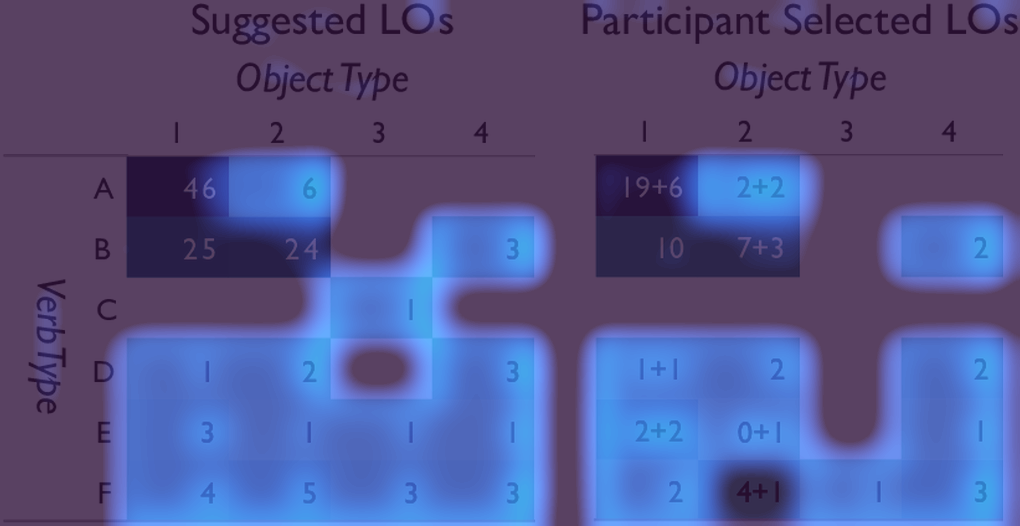 Suggested LOs Participant Selected LOs
Object Type Object Type
1 2 3 4 1 2 3 4
A 46 6 19+6 2+2
B 25 24 3 10 7+3 2
C 1
D 1 2 3 1+1 2 2
E 3 1 1 1 2+2 0+1 1
F 4 5 3 3 2 4+1 1 3
Verb Type